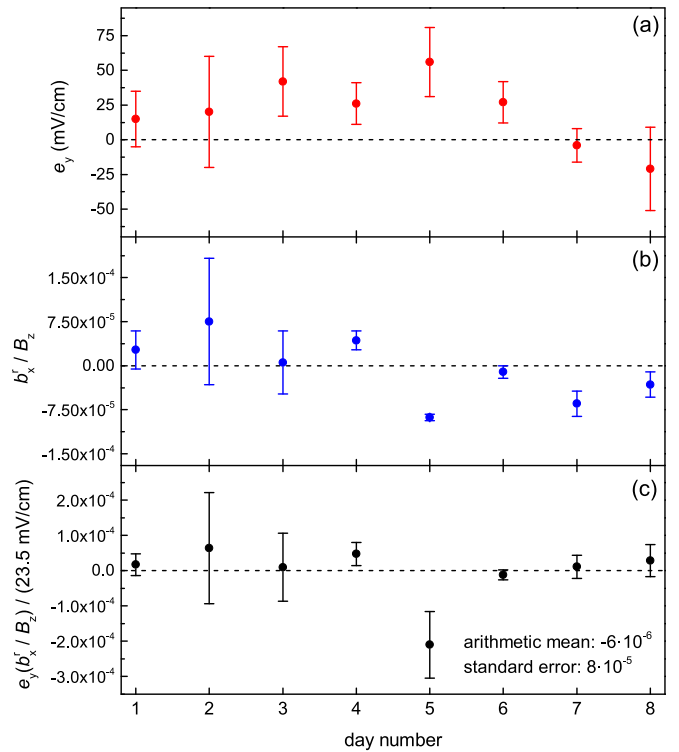 (a)
75
50
25
0
-25
-50
e_y (mV/cm)
(b)
1.50x10^-4
7.50x10^-5
0.00
-7.50x10^-5
-1.50x10^-4
b_x^r / B_z
(c)
2.0x10^-4
1.0x10^-4
0.0
-1.0x10^-4
-2.0x10^-4
-3.0x10^-4
e_y(b_x^r / B_z) / (23.5 mV/cm)
arithmetic mean: -6·10^-6
standard error: 8·10^-5
1 2 3 4 5 6 7 8
day number